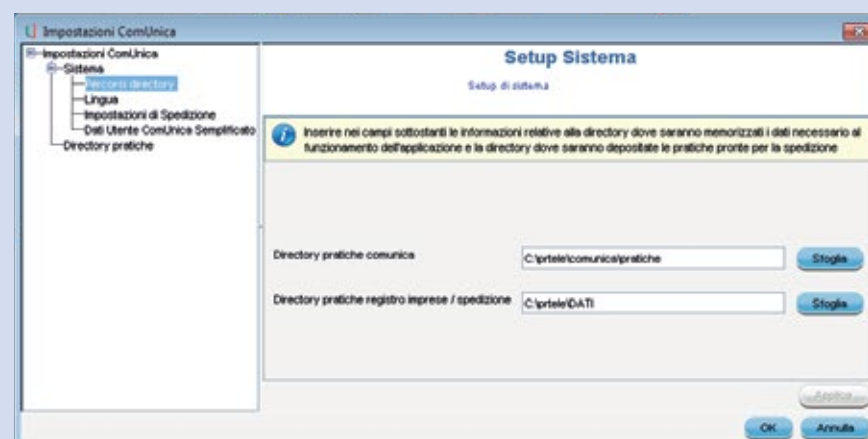 Impostazioni ComUnica
Impostazioni ComUnica
Sistema
Percorsi directory
Lingua
Impostazioni di Spedizione
Dati Utente ComUnica Semplificato
Directory pratiche
Setup Sistema
Setup di sistema
Inserire nei campi sottostanti le informazioni relative alla directory dove saranno memorizzati i dati necessario al
funzionamento dell'applicazione e la directory dove saranno depositate le pratiche pronte per la spedizione
Directory pratiche comunica
C:\prtele\comunica\pratiche
Sfoglia
Directory pratiche registro imprese / spedizione
C:\prtele\DATI
Sfoglia
Applica
OK
Annulla